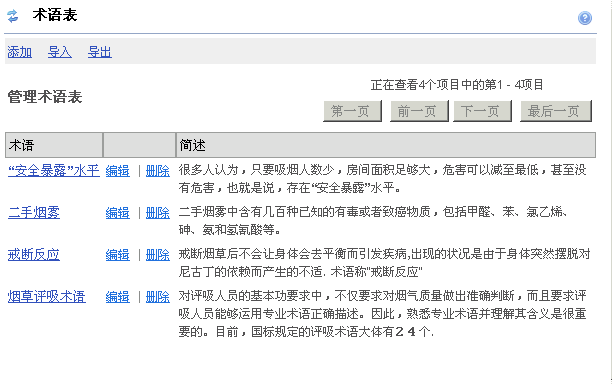 术语表
添加 导入 导出
正在查看4个项目中的第1 - 4项目
管理术语表
第一页 前一页 下一页 最后一页
术语 简述
“安全暴露”水平 编辑 | 删除 很多人认为，只要吸烟人数少，房间面积足够大，危害可以减至最低，甚至没
有危害，也就是说，存在“安全暴露”水平。
二手烟雾 编辑 | 删除 二手烟雾中含有几百种已知的有毒或者致癌物质，包括甲醛、苯、氯乙烯、
砷、氨和氢氰酸等。
戒断反应 编辑 | 删除 戒断烟草后不会让身体会去平衡而引发疾病,出现的状况是由于身体突然摆脱对
尼古丁的依赖而产生的不适. 术语称"戒断反应"
烟草评吸术语 编辑 | 删除 对评吸人员的基本功要求中，不仅要求对烟气质量做出准确判断，而且要求评
吸人员能够运用专业术语正确描述。因此，熟悉专业术语并理解其含义是很重
要的。目前，国标规定的评吸术语大体有２４个.